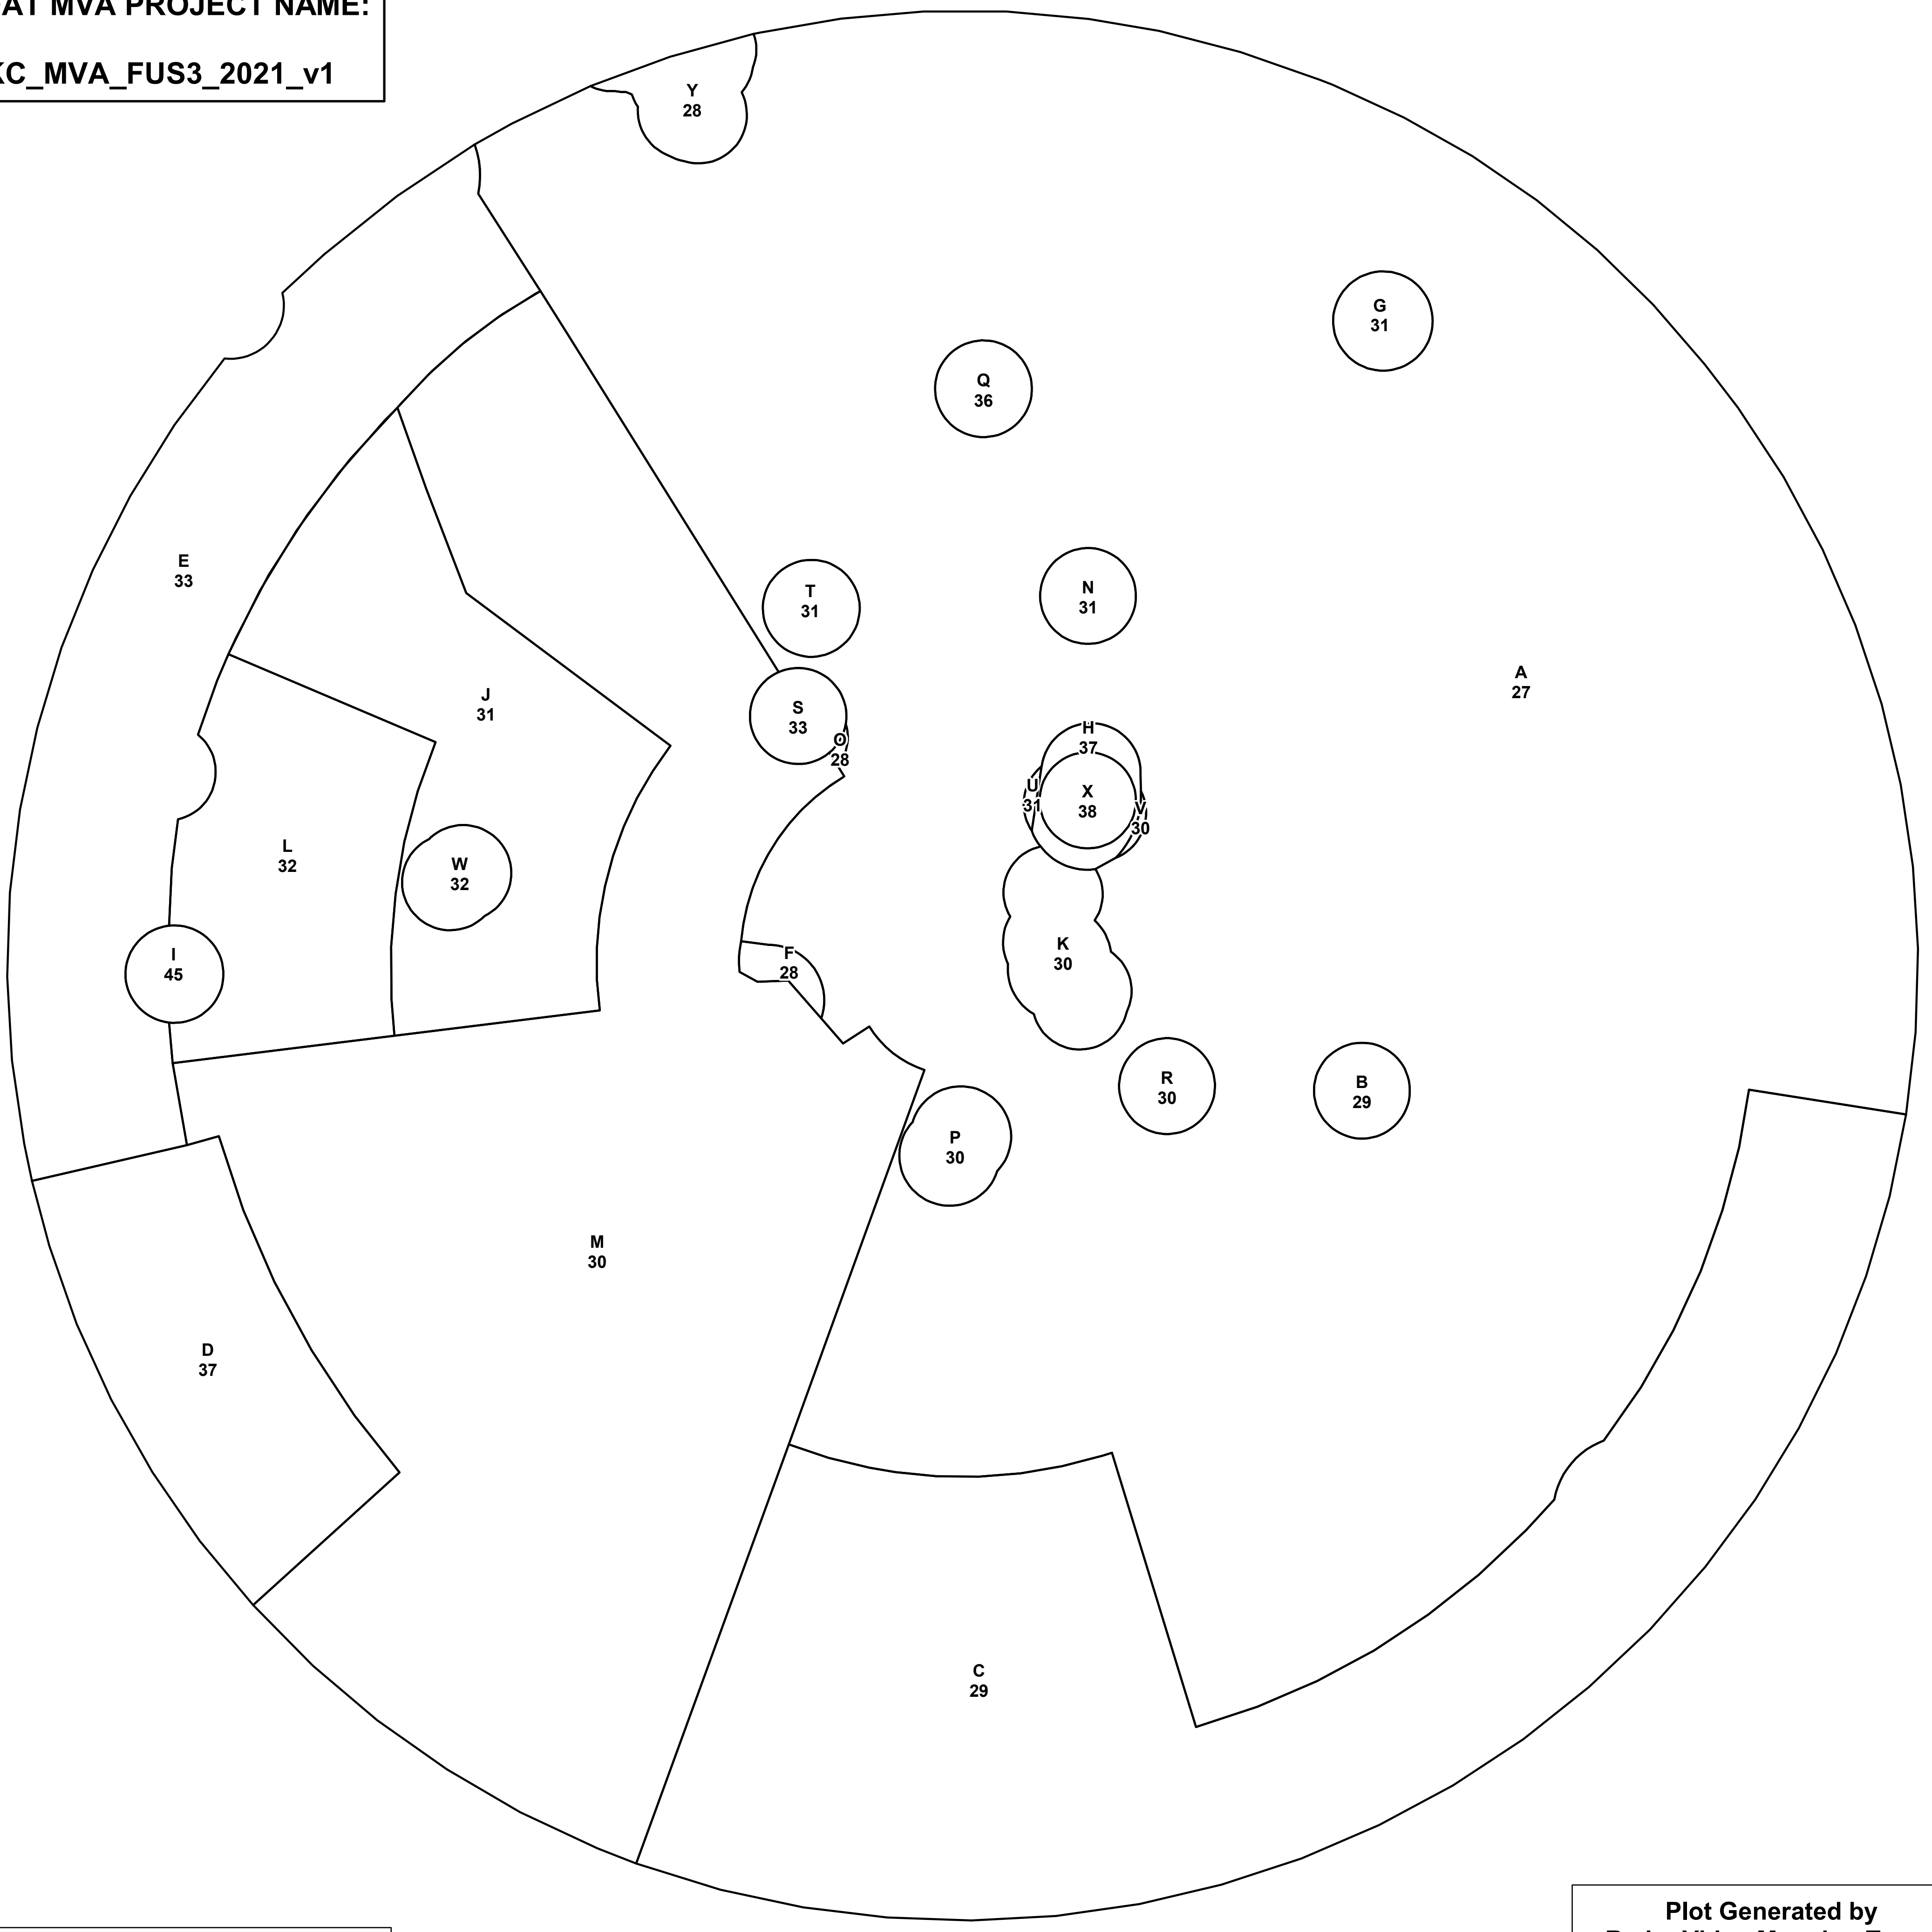 AT MVA PROJECT NAME:
KC_MVA_FUS3_2021_v1
Y
28
G
31
Q
36
E
33
T
31
N
31
A
27
J
31
S
33
O
28
H
37
U
31
X
38
V
30
L
32
W
32
F
28
K
30
I
45
R
30
B
29
P
30
M
30
D
37
C
29
Plot Generated by